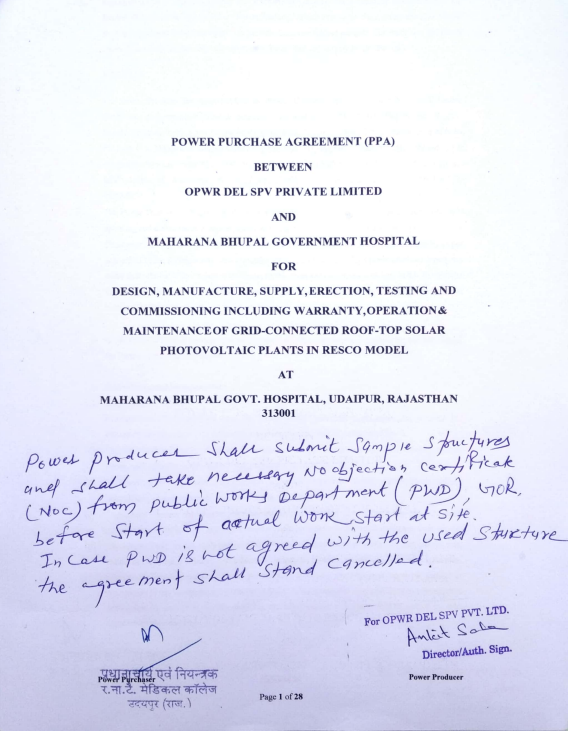 POWER PURCHASE AGREEMENT (PPA)
BETWEEN
OPWR DEL SPV PRIVATE LIMITED
AND
MAHARANA BHUPAL GOVERNMENT HOSPITAL
FOR
DESIGN, MANUFACTURE, SUPPLY, ERECTION, TESTING AND
COMMISSIONING INCLUDING WARRANTY, OPERATION &
MAINTENANCE OF GRID-CONNECTED ROOF-TOP SOLAR
PHOTOVOLTAIC PLANTS IN RESCO MODEL
AT
MAHARANA BHUPAL GOVT. HOSPITAL, UDAIPUR, RAJASTHAN
313001
Power Producer Shall Submit Sample Structures
and shall take necessary No objection certificate
(NOC) from Public Works Department (PWD), GOR,
before Start of actual Work Start at Site.
In Case PWD is not agreed with the used Structure
the agreement shall Stand Cancelled.
For OPWR DEL SPV PVT. LTD.
Director/Auth. Sign.
प्रधानाचार्य एवं नियन्त्रक
Power Purchaser
Power Producer
र.ना.टै. मेडिकल कॉलेज
उदयपुर (राज.)
Page 1 of 28